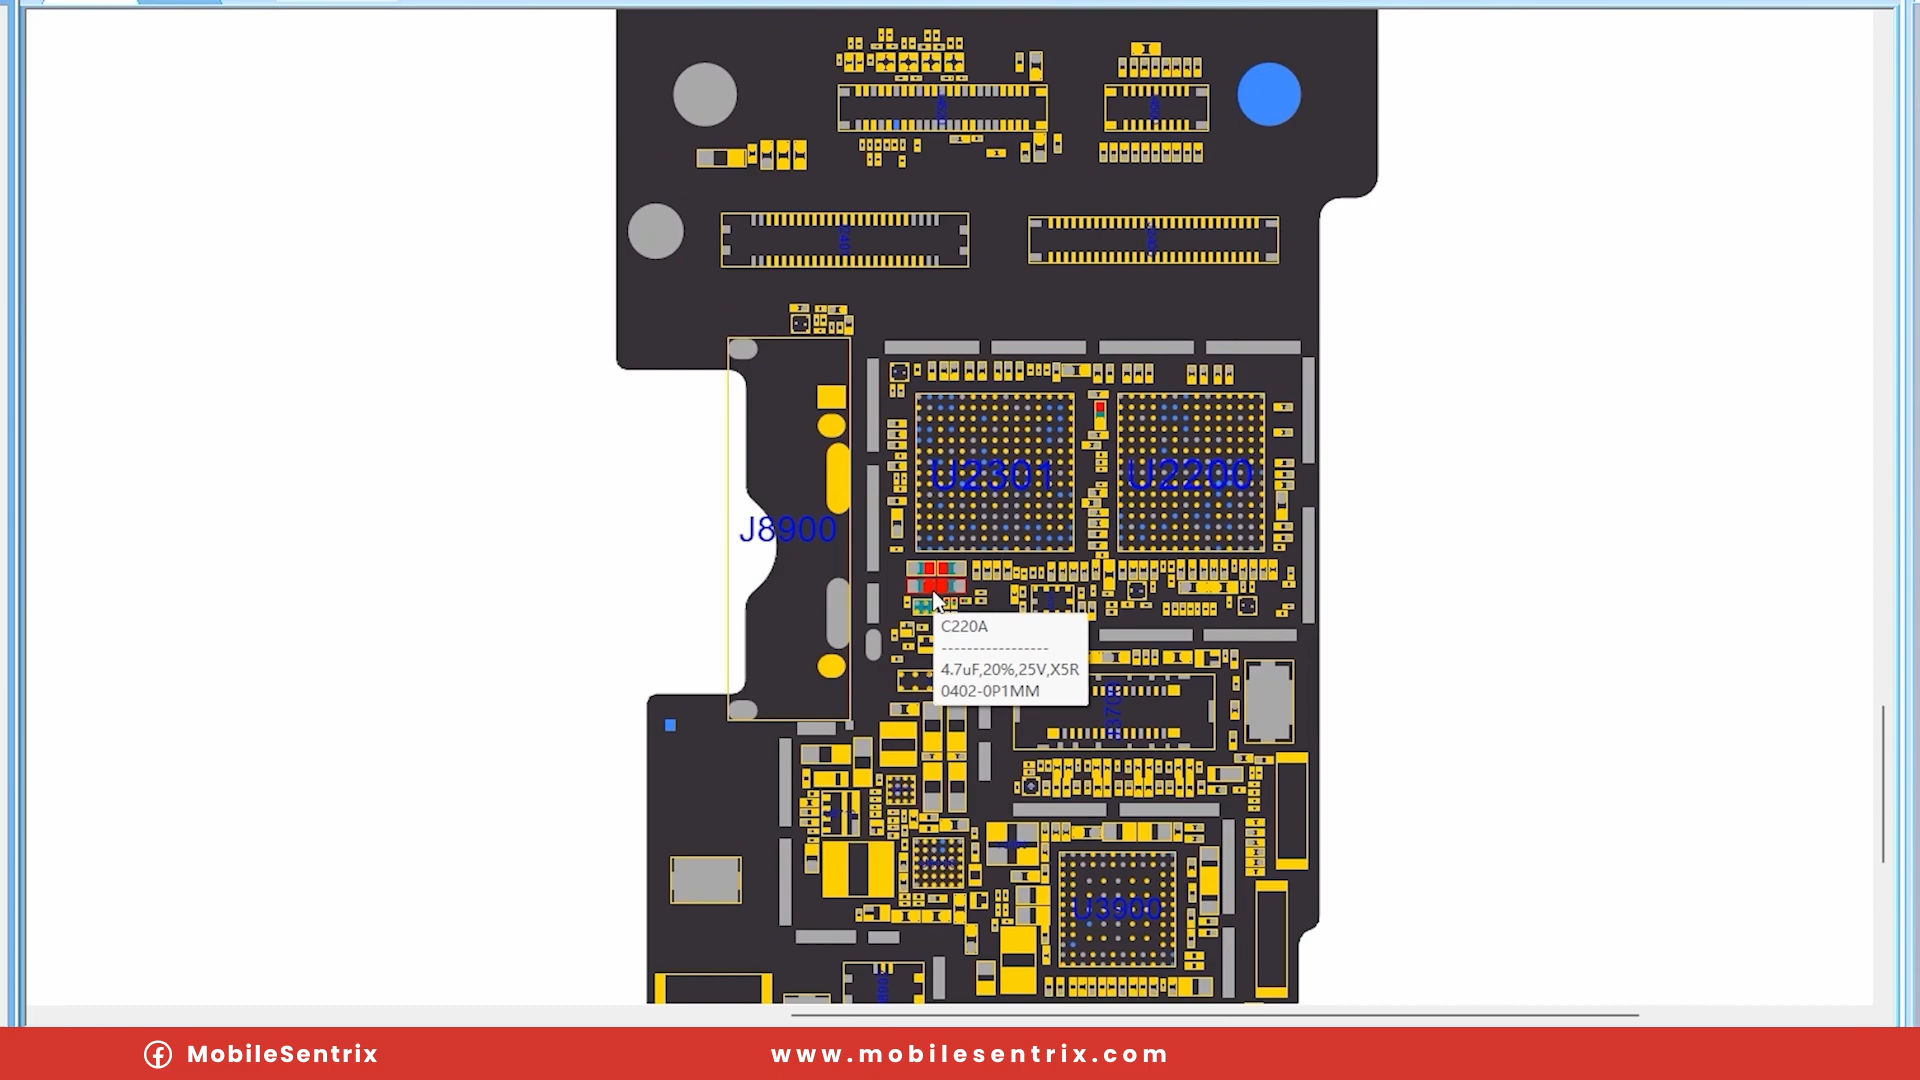 U2301
U2200
J8900
C220A
-----------------
4.7uF,20%,25V,X5R
0402-0P1MM
U3900
MobileSentrix
www.mobilesentrix.com